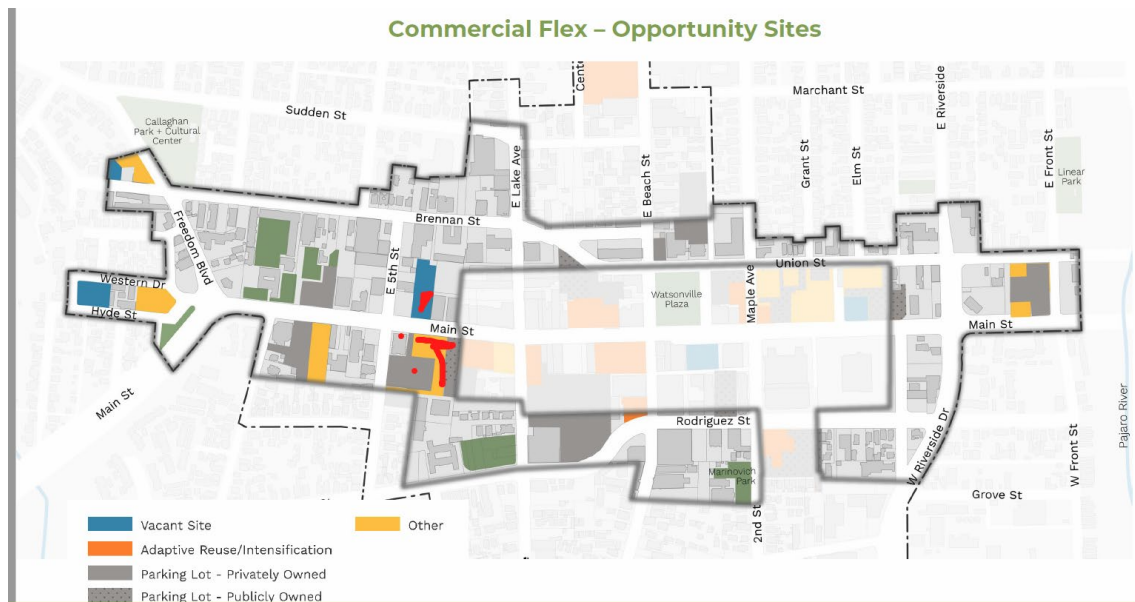 Commercial Flex – Opportunity Sites
Marchant St
Sudden St
Callaghan
Park + Cultural
Center
Cente
E Lake Ave
E Beach St
Grant St
Elm St
E Riverside
E Front St
Linear
Park
Brennan St
Freedom Blvd
E 5th St
Union St
Western Dr
Hyde St
Main St
Watsonville
Plaza
Maple Ave
Main St
Main St
Rodriguez St
Marinovich
Park
2nd St
W Riverside Dr
W Front St
Pajaro River
Grove St
Vacant Site
Other
Adaptive Reuse/Intensification
Parking Lot - Privately Owned
Parking Lot - Publicly Owned